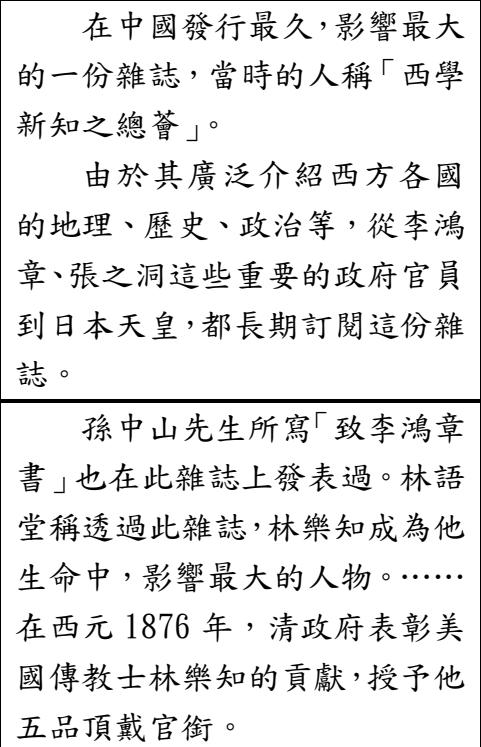 在中國發行最久，影響最大
的一份雜誌，當時的人稱「西學
新知之總薈」。
由於其廣泛介紹西方各國
的地理、歷史、政治等，從李鴻
章、張之洞這些重要的政府官員
到日本天皇，都長期訂閱這份雜
誌。
孫中山先生所寫「致李鴻章
書」也在此雜誌上發表過。林語
堂稱透過此雜誌，林樂知成為他
生命中，影響最大的人物。……
在西元 1876 年，清政府表彰美
國傳教士林樂知的貢獻，授予他
五品頂戴官銜。